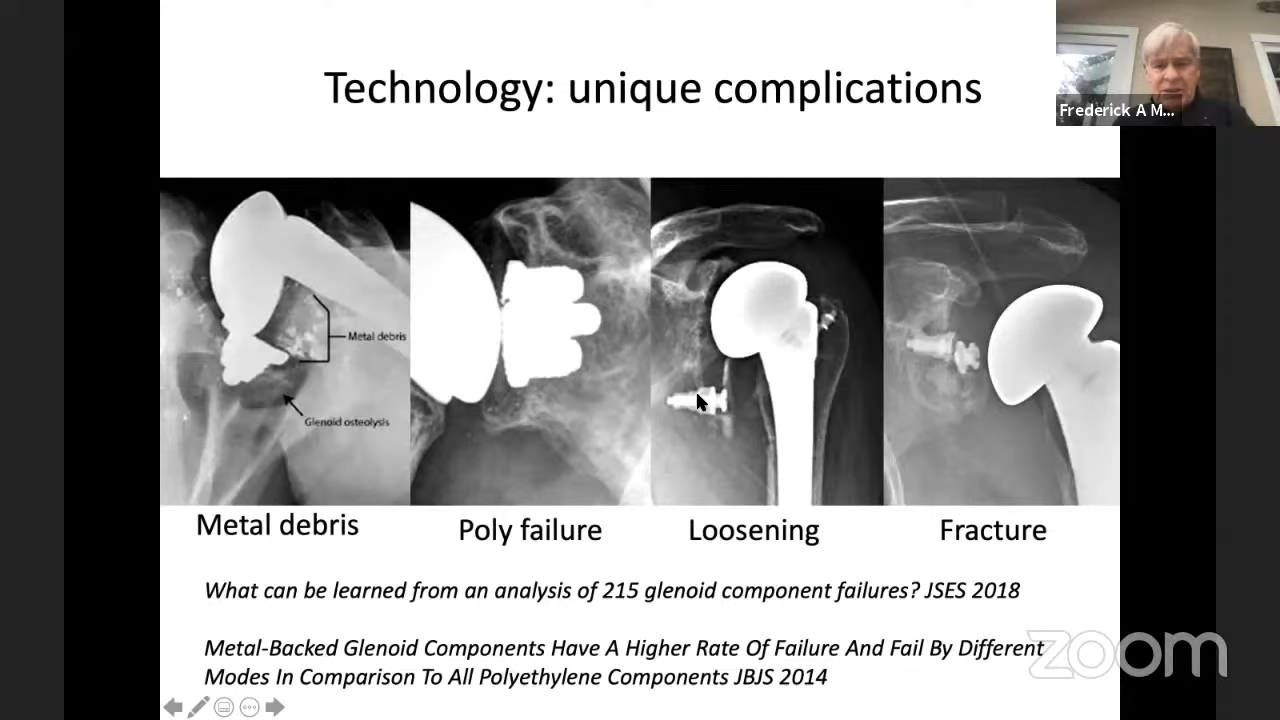 Technology: unique complications
Frederick A M...
Metal debris
Glenoid osteolysis
Metal debris
Poly failure
Loosening
Fracture
What can be learned from an analysis of 215 glenoid component failures? JSES 2018
Metal-Backed Glenoid Components Have A Higher Rate Of Failure And Fail By Different
Modes In Comparison To All Polyethylene Components JBJS 2014
zoom